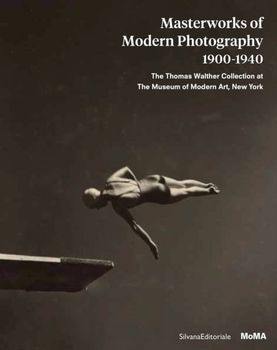 Masterworks of
Modern Photography
1900-1940
The Thomas Walther Collection at
The Museum of Modern Art, New York
SilvanaEditoriale
MoMA